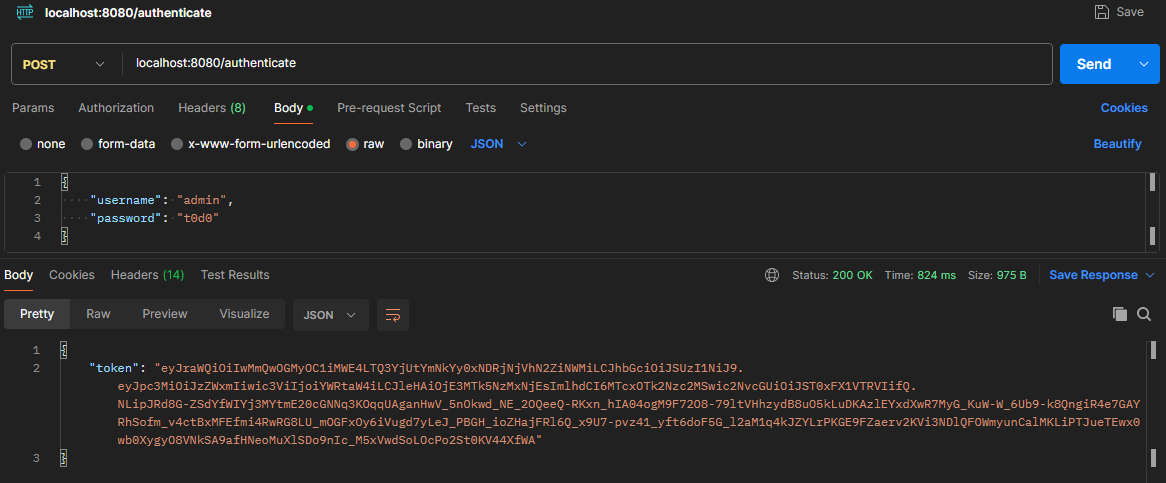 HTTP localhost:8080/authenticate Save
POST localhost:8080/authenticate Send
Params Authorization Headers (8) Body Pre-request Script Tests Settings Cookies
none form-data x-www-form-urlencoded raw binary JSON Beautify
1 {
2 "username": "admin",
3 "password": "t0d0"
4 }
Body Cookies Headers (14) Test Results Status: 200 OK Time: 824 ms Size: 975 B Save Response
Pretty Raw Preview Visualize JSON
1 {
2 "token": "eyJraWQiOiIwMmQwOGMyOC1iMWE4LTQ3YjUtYmNkYy0xNDRjNjVhN2ZiNWMiLCJhbGciOiJSUzI1NiJ9.
eyJpc3MiOiJzZWxmIiwic3ViIjoiYWRtaW4iLCJleHAiOjE3MTk5NzMxNjEsImlhdCI6MTcxOTk2Nzc2MSwic2NvcGUiOiJST0xFX1VTRVIifQ.
NLipJRd8G-ZSdYfWIYj3MYtmE20cGNNq3KOqqUAganHwV_5nOkwd_NE_2OQeeQ-RKxn_hIA04ogM9F72O8-79ltVHhzydB8uO5kLuDKAzlEYxdXwR7MyG_KuW-W_6Ub9-k8QngiR4e7GAY
RhSofm_v4ctBxMFEfmi4RwRG8LU_mOGFxOy6iVugd7yLeJ_PBGH_ioZHajFRl6Q_x9U7-pvz41_yft6doF5G_l2aM1q4kJZYLrPKGE9FZaerv2KVi3NDlQFOWmyunCalMKLiPTJueTEwx0
wb0XygyO8VNkSA9afHNeoMuXlSDo9nIc_M5xVwdSoLOcPo2St0KV44XfWA"
3 }